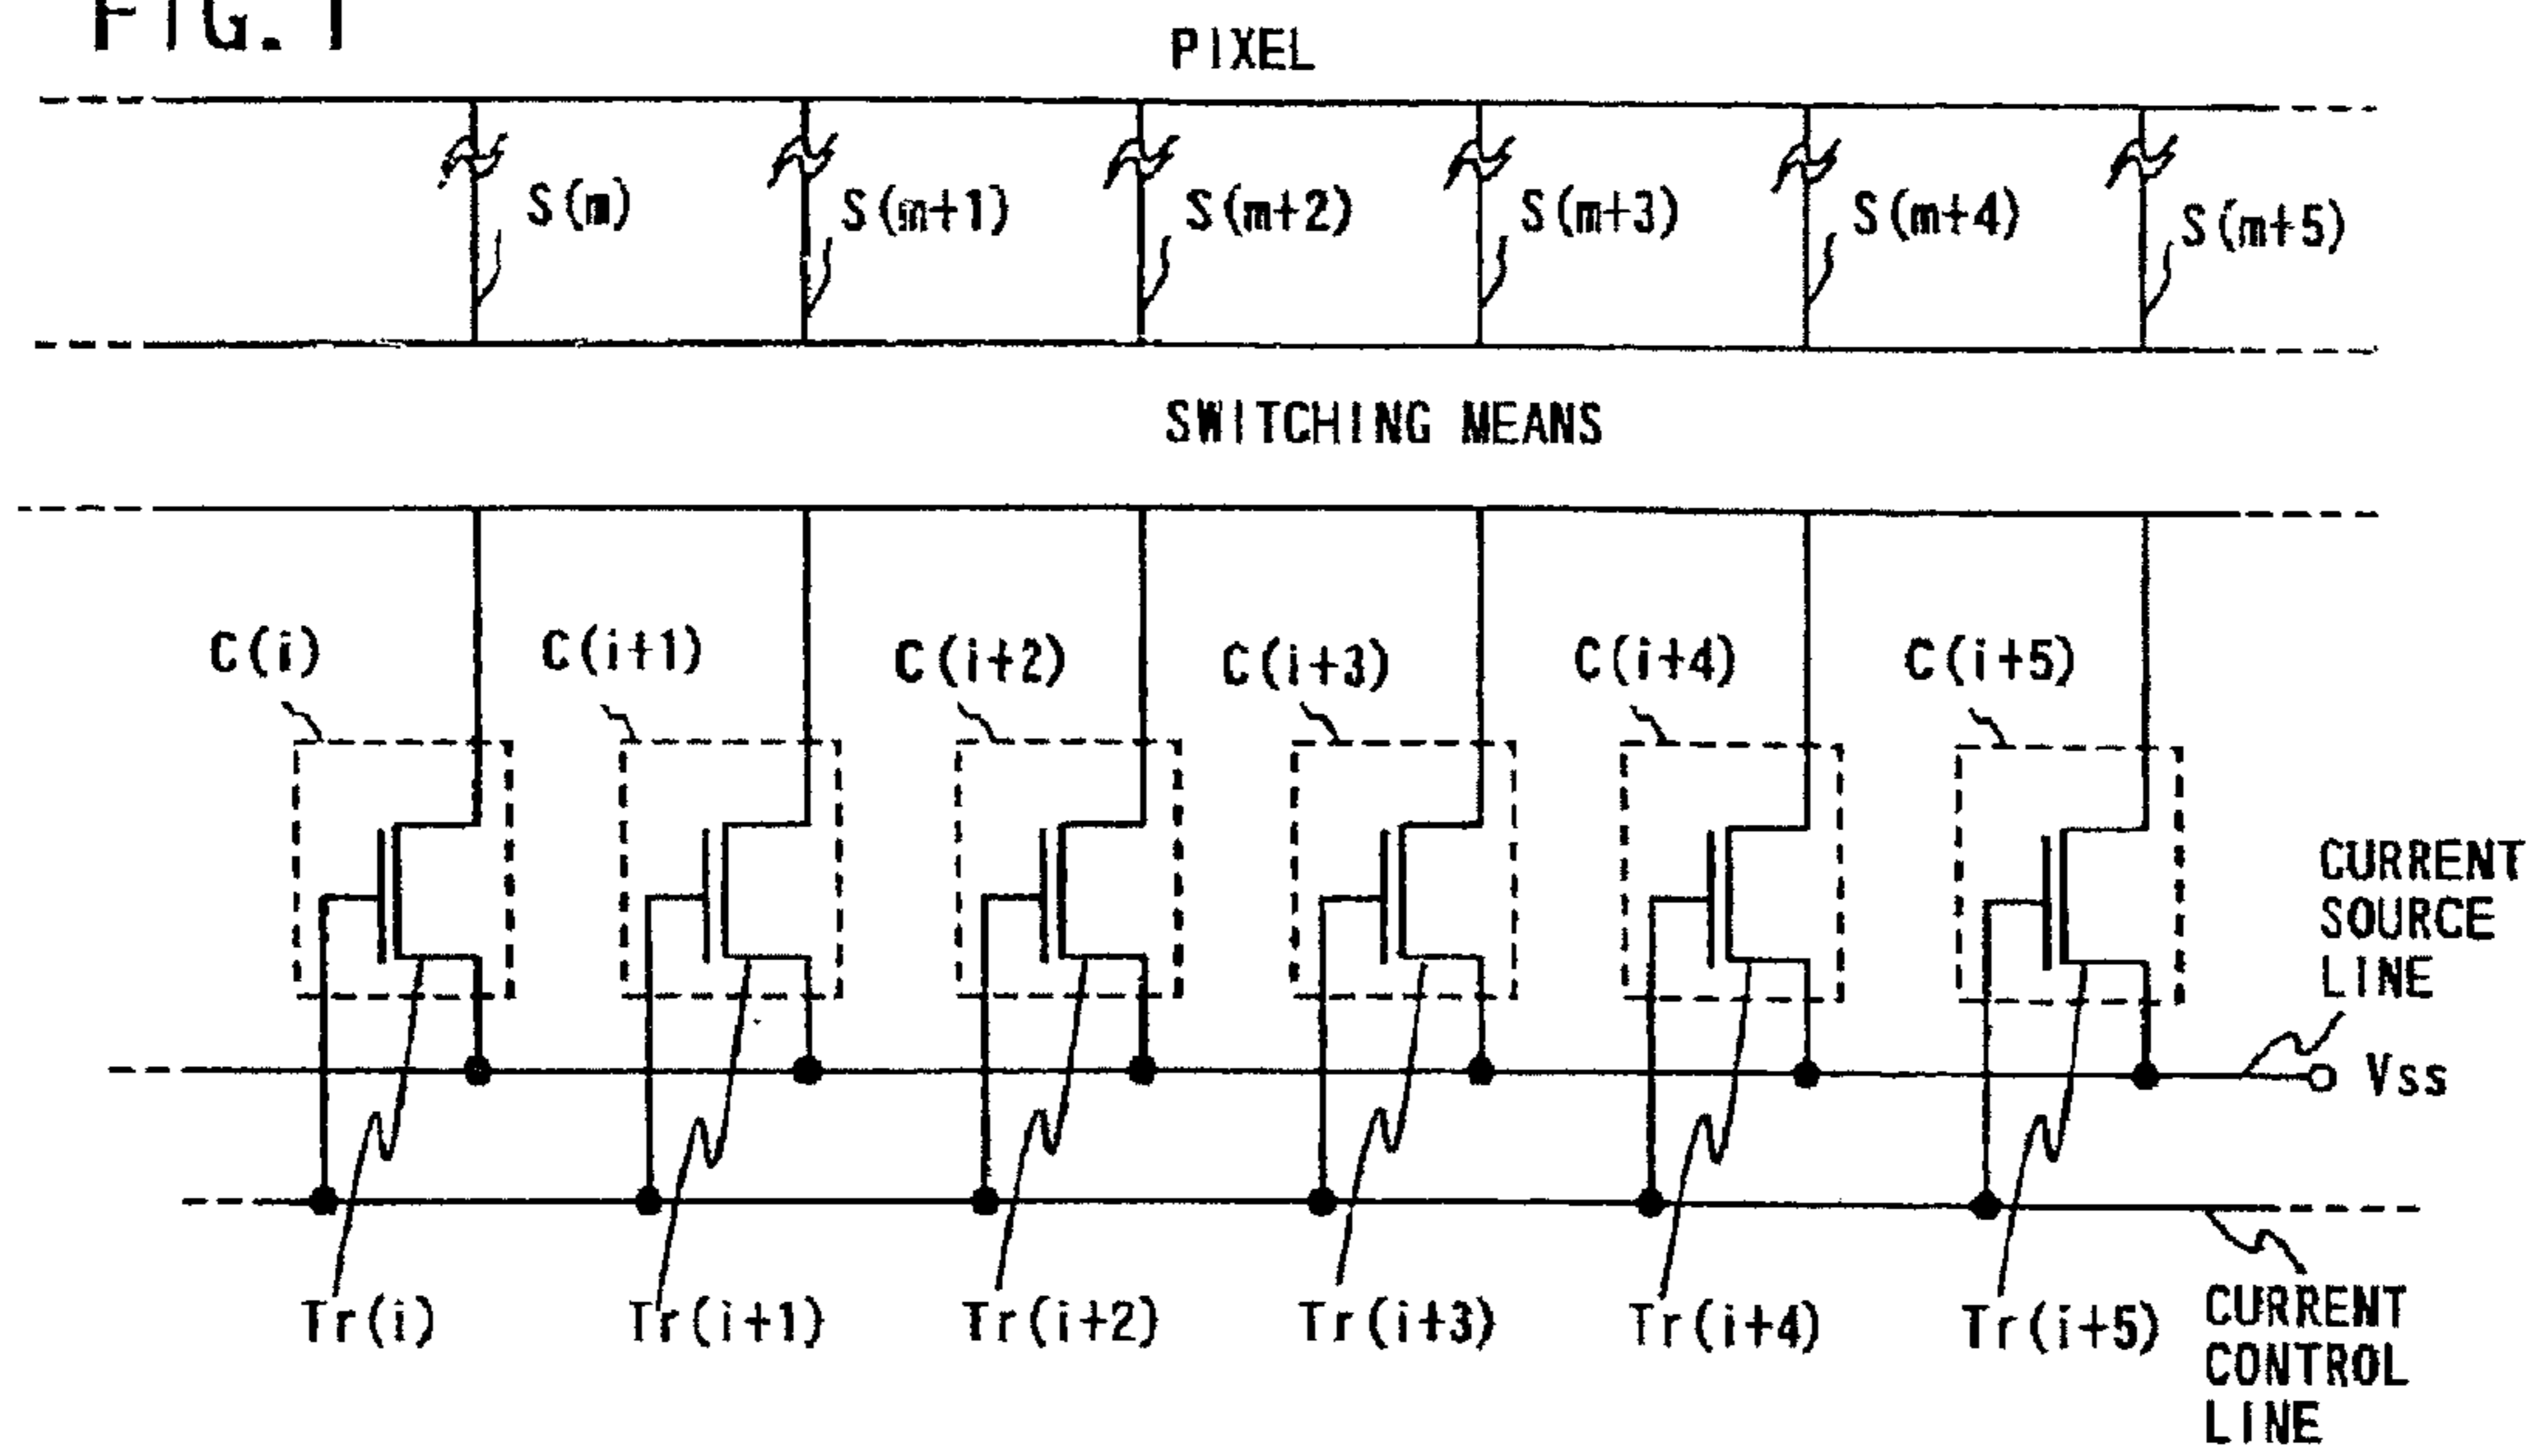 FIG. 1
PIXEL
S(m)
S(m+1)
S(m+2)
S(m+3)
S(m+4)
S(m+5)
SWITCHING MEANS
C(i)
C(i+1)
C(i+2)
C(i+3)
C(i+4)
C(i+5)
CURRENT
SOURCE
LINE
Vss
Tr(i)
Tr(i+1)
Tr(i+2)
Tr(i+3)
Tr(i+4)
Tr(i+5)
CURRENT
CONTROL
LINE